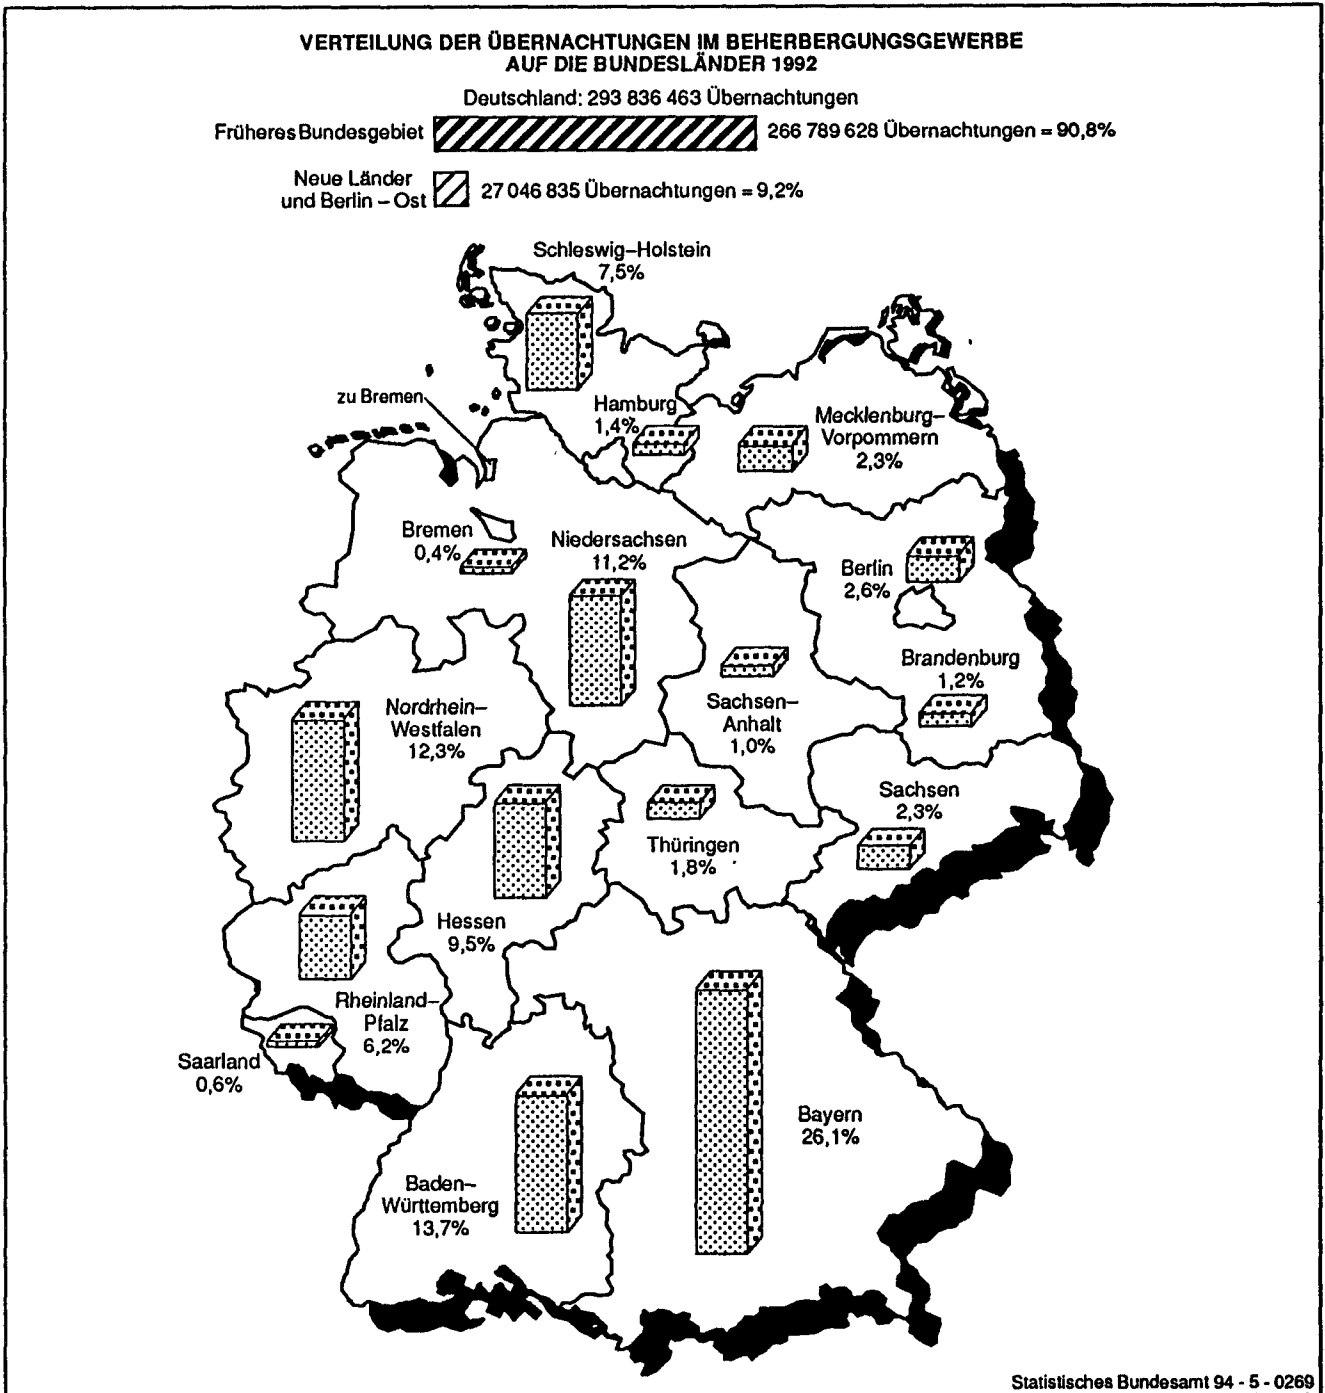 VERTEILUNG DER ÜBERNACHTUNGEN IM BEHERBERGUNGSGEWERBE
AUF DIE BUNDESLÄNDER 1992
Deutschland: 293 836 463 Übernachtungen
Früheres Bundesgebiet 266 789 628 Übernachtungen = 90,8%
Neue Länder
und Berlin – Ost 27 046 835 Übernachtungen = 9,2%
Schleswig–Holstein
7,5%
zu Bremen
Hamburg
1,4%
Mecklenburg–
Vorpommern
2,3%
Bremen
0,4%
Niedersachsen
11,2%
Berlin
2,6%
Brandenburg
1,2%
Nordrhein–
Westfalen
12,3%
Sachsen–
Anhalt
1,0%
Sachsen
2,3%
Thüringen
1,8%
Hessen
9,5%
Rheinland–
Pfalz
6,2%
Saarland
0,6%
Bayern
26,1%
Baden–
Württemberg
13,7%
Statistisches Bundesamt 94 - 5 - 0269